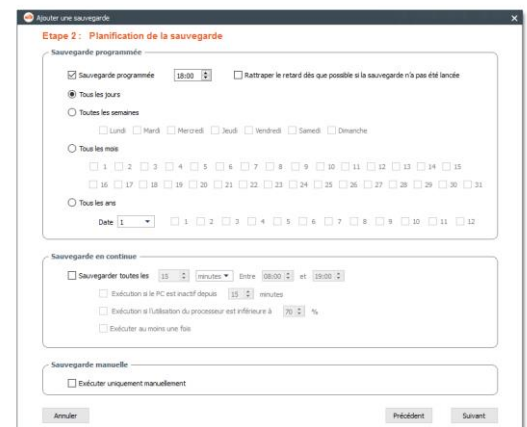 Ajouter une sauvegarde
Etape 2 : Planification de la sauvegarde
Sauvegarde programmée
Sauvegarde programmée 18:00 Rattraper le retard dès que possible si la sauvegarde n'a pas été lancée
Tous les jours
Toutes les semaines
Lundi Mardi Mercredi Jeudi Vendredi Samedi Dimanche
Tous les mois
1 2 3 4 5 6 7 8 9 10 11 12 13 14 15
16 17 18 19 20 21 22 23 24 25 26 27 28 29 30 31
Tous les ans
Date 1 1 2 3 4 5 6 7 8 9 10 11 12
Sauvegarde en continue
Sauvegarder toutes les 15 minutes Entre 08:00 et 19:00
Exécution si le PC est inactif depuis 15 minutes
Exécution si l'utilisation du processeur est inférieure à 70 %
Exécuter au moins une fois
Sauvegarde manuelle
Exécuter uniquement manuellement
Annuler Précédent Suivant